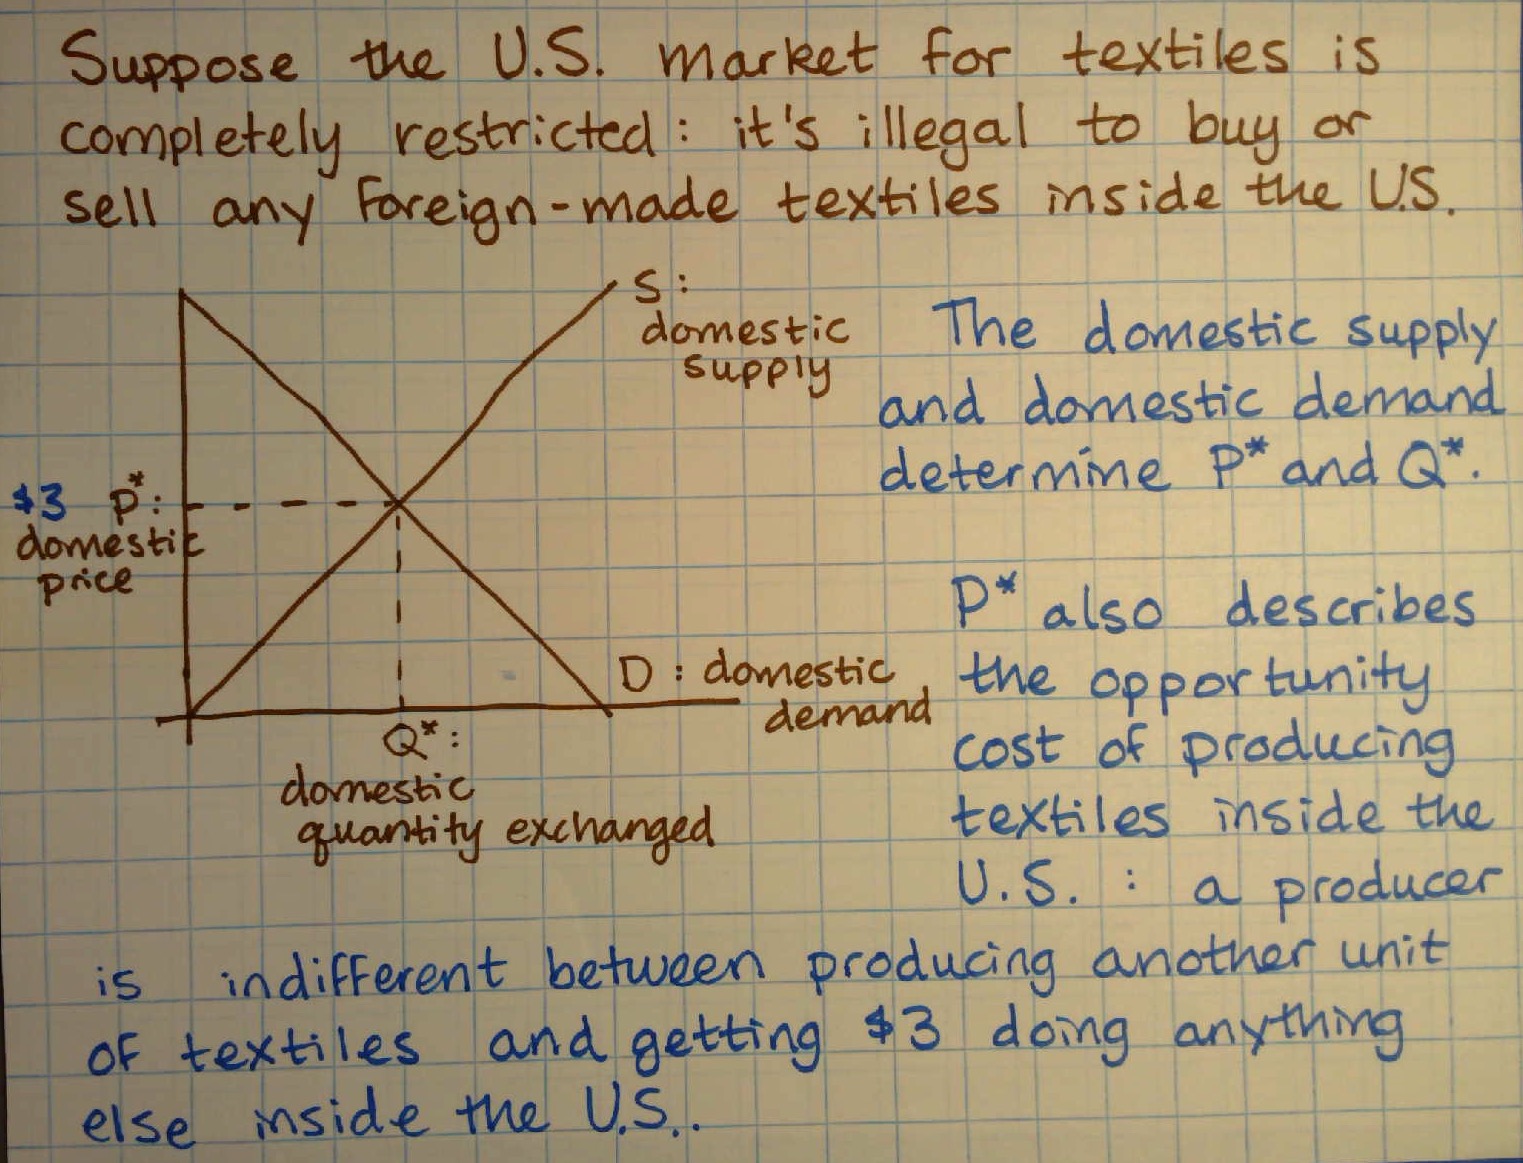 Suppose the U.S. market for textiles is
completely restricted: it's illegal to buy or
sell any foreign-made textiles inside the U.S.
S:
domestic
supply
$3 P*:
domestic
price
D: domestic
demand
Q*:
domestic
quantity exchanged
The domestic supply
and domestic demand
determine P* and Q*.
P* also describes
the opportunity
cost of producing
textiles inside the
U.S. : a producer
is indifferent between producing another unit
of textiles and getting $3 doing anything
else inside the U.S..